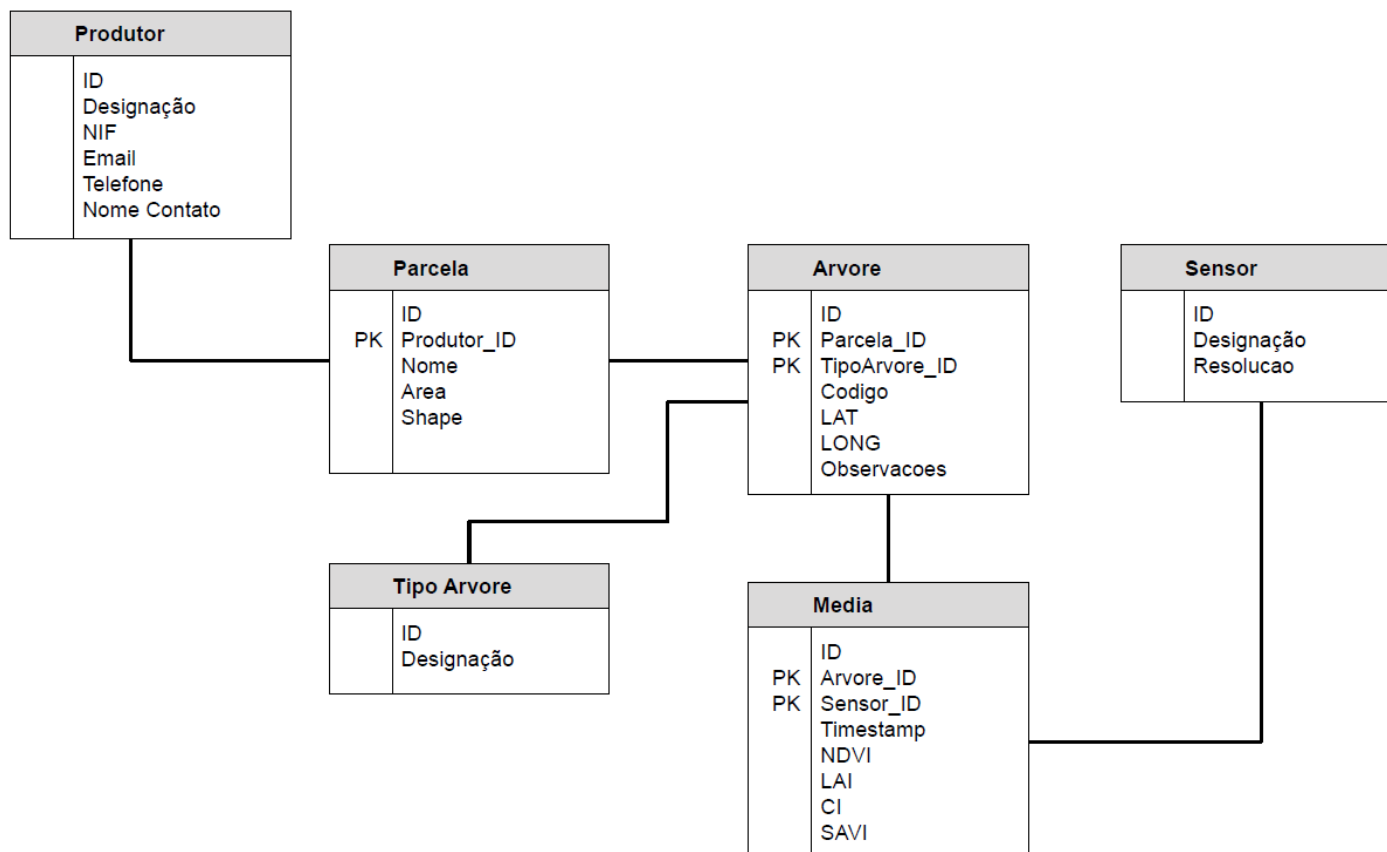 Produtor
ID
Designação
NIF
Email
Telefone
Nome Contato
Parcela
ID
PK Produtor_ID
Nome
Area
Shape
Arvore
ID
PK Parcela_ID
PK TipoArvore_ID
Codigo
LAT
LONG
Observacoes
Sensor
ID
Designação
Resolucao
Tipo Arvore
ID
Designação
Media
ID
PK Arvore_ID
PK Sensor_ID
Timestamp
NDVI
LAI
CI
SAVI